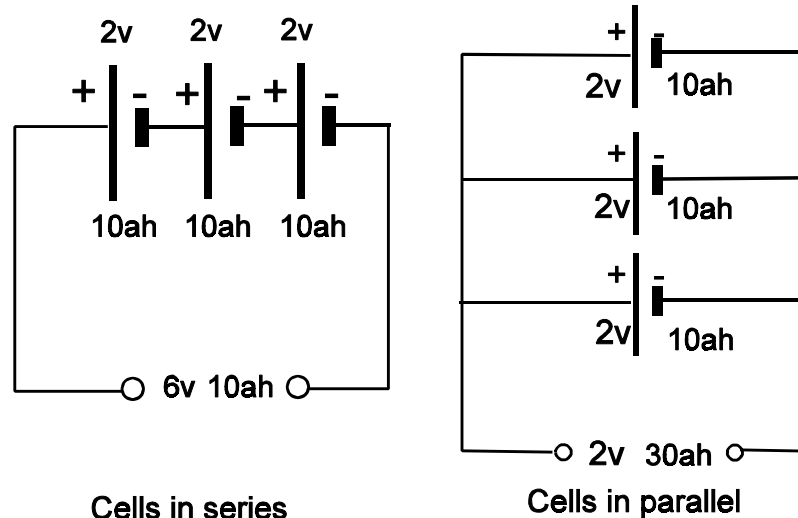 2v 2v 2v
+ - + - + -
10ah 10ah 10ah
6v 10ah
Cells in series
+ -
2v 10ah
+ -
2v 10ah
+ -
2v 10ah
2v 30ah
Cells in parallel